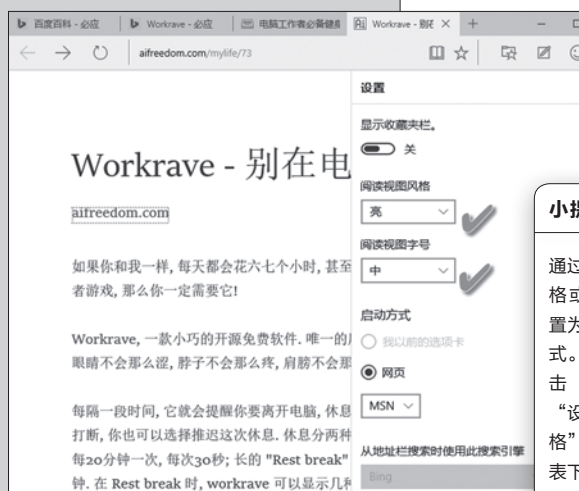 百度百科 - 必应
Workrave - 必应
电脑工作者必备健
Workrave - 别在
aifreedom.com/mylife/73
设置
显示收藏夹栏。
关
Workrave - 别在电
aifreedom.com
阅读视图风格
亮
阅读视图字号
中
如果你和我一样, 每天都会花六七个小时, 甚至
者游戏, 那么你一定需要它!
启动方式
我以前的选项卡
网页
MSN
Workrave, 一款小巧的开源免费软件. 唯一的
眼睛不会那么涩, 脖子不会那么疼, 肩膀不会那
每隔一段时间, 它就会提醒你要离开电脑, 休息
打断, 你也可以选择推迟这次休息. 休息分两种
每20分钟一次, 每次30秒; 长的 "Rest break"
钟. 在 Rest break 时, workrave 可以显示几种
从地址栏搜索时使用此搜索引擎
Bing
小提
通过
格或
置为
式。
击
“设
格”
表下